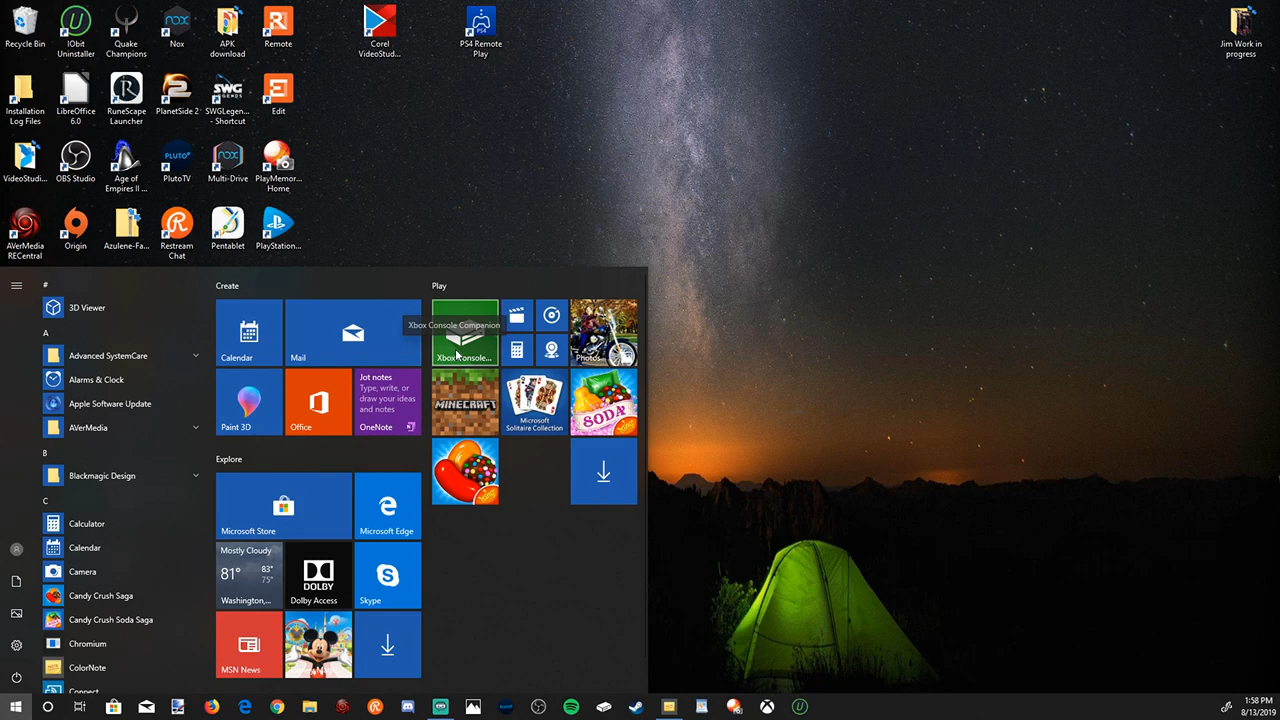 Recycle Bin
IObit
Uninstaller
Quake
Champions
Nox
APK
download
Remote
Corel
VideoStud...
PS4 Remote
Play
Jim Work in
progress
Installation
Log Files
LibreOffice
6.0
RuneScape
Launcher
PlanetSide 2
SWGLegen...
- Shortcut
Edit
VideoStudi...
OBS Studio
Age of
Empires II ...
PlutoTV
Multi-Drive
PlayMemor...
Home
AVerMedia
RECentral
Origin
Azulene-Fa...
Restream
Chat
Pentablet
PlayStation...
#
3D Viewer
A
Advanced SystemCare
Alarms & Clock
Apple Software Update
AVerMedia
B
Blackmagic Design
C
Calculator
Calendar
Camera
Candy Crush Saga
Candy Crush Soda Saga
Chromium
ColorNote
Connect
Create
Calendar
Mail
Paint 3D
Office
Jot notes
Type, write, or
draw your ideas
and notes
OneNote
Explore
Microsoft Store
Microsoft Edge
Mostly Cloudy
81°
83°
75°
Washington,...
DOLBY
Dolby Access
Skype
MSN News
Play
Xbox Console Companion
Xbox Console...
Photos
MINECRAFT
Microsoft
Solitaire Collection
SODA
King
King
1:58 PM
8/13/2019